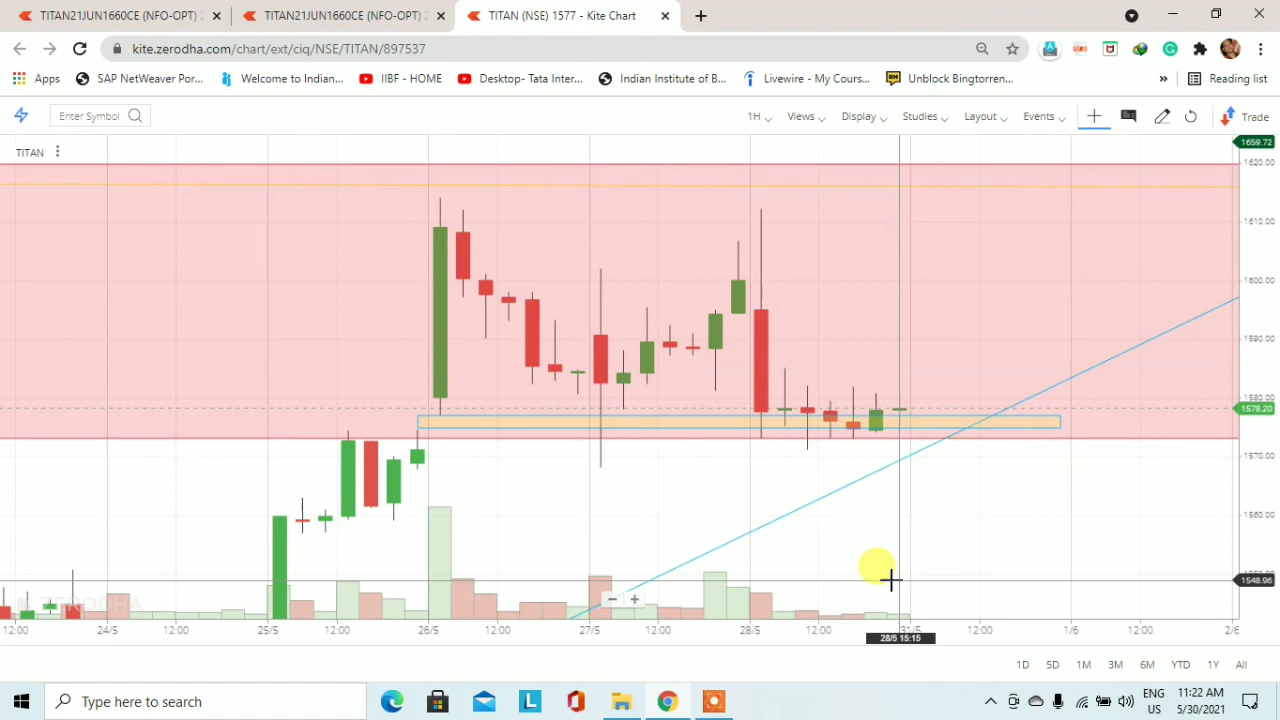 TITAN21JUN1660CE (NFO-OPT)
TITAN21JUN1660CE (NFO-OPT)
TITAN (NSE) 1577 - Kite Chart
kite.zerodha.com/chart/ext/ciq/NSE/TITAN/897537
Apps
SAP NetWeaver Por...
Welcome to Indian...
IIBF - HOME
Desktop- Tata Inter...
Indian Institute of B...
Livewire - My Cours...
Unblock Bingtorren...
»
Reading list
Enter Symbol
1H
Views
Display
Studies
Layout
Events
Trade
TITAN
1659.72
1620.00
1610.00
1600.00
1590.00
1580.00
1578.20
1570.00
1560.00
1548.96
ZERODHA
12:00
24/5
12:00
25/5
12:00
26/5
12:00
27/5
12:00
28/5
12:00
31/5
12:00
1/6
12:00
2/6
28/5 15:15
1D
5D
1M
3M
6M
YTD
1Y
All
Type here to search
ENG
US
11:22 AM
5/30/2021